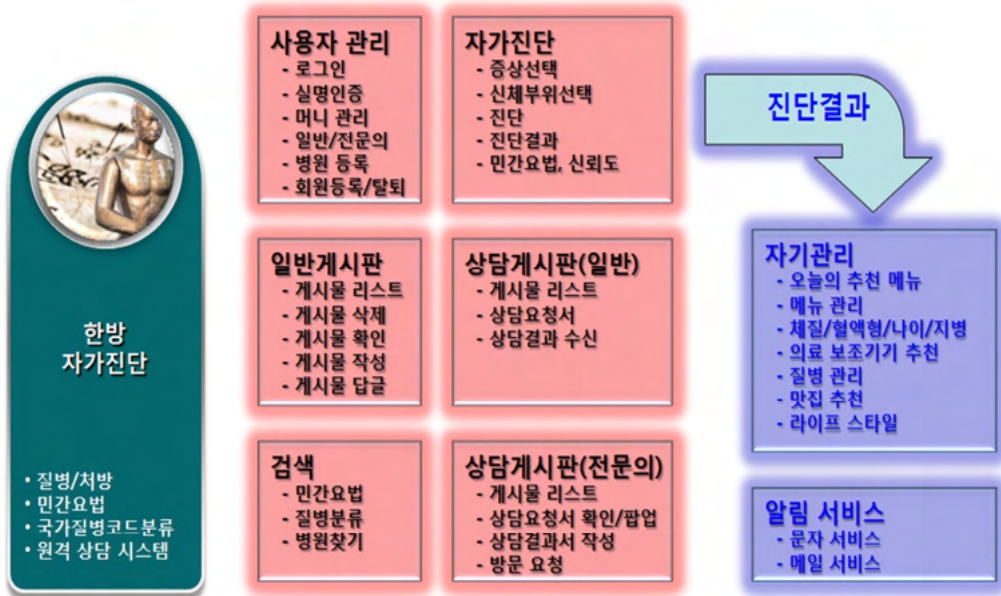 한방
자가진단
• 질병/처방
• 민간요법
• 국가질병코드분류
• 원격 상담 시스템
사용자 관리
- 로그인
- 실명인증
- 머니 관리
- 일반/전문의
- 병원 등록
- 회원등록/탈퇴
자가진단
- 증상선택
- 신체부위선택
- 진단
- 진단결과
- 민간요법, 신뢰도
일반게시판
- 게시물 리스트
- 게시물 삭제
- 게시물 확인
- 게시물 작성
- 게시물 답글
상담게시판(일반)
- 게시물 리스트
- 상담요청서
- 상담결과 수신
검색
- 민간요법
- 질병분류
- 병원찾기
상담게시판(전문의)
- 게시물 리스트
- 상담요청서 확인/팝업
- 상담결과서 작성
- 방문 요청
진단결과
자기관리
- 오늘의 추천 메뉴
- 메뉴 관리
- 체질/혈액형/나이/지병
- 의료 보조기기 추천
- 질병 관리
- 맛집 추천
- 라이프 스타일
알림 서비스
- 문자 서비스
- 메일 서비스